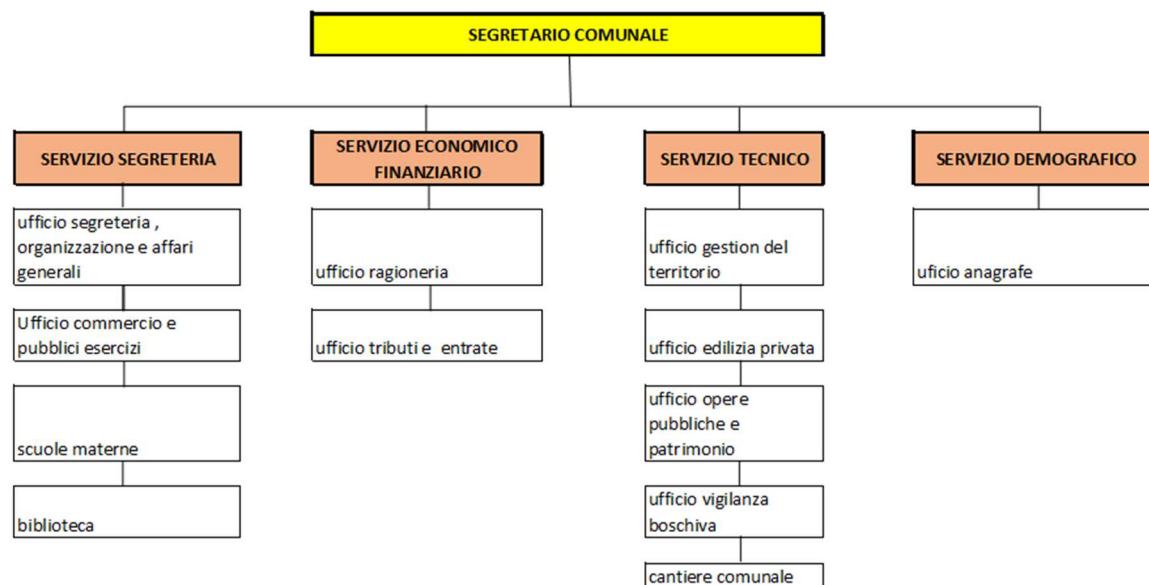 SEGRETARIO COMUNALE
SERVIZIO SEGRETERIA
ufficio segreteria ,
organizzazione e affari
generali
Ufficio commercio e
pubblici esercizi
scuole materne
biblioteca
SERVIZIO ECONOMICO
FINANZIARIO
ufficio ragioneria
ufficio tributi e  entrate
SERVIZIO TECNICO
ufficio gestion del
territorio
ufficio edilizia privata
ufficio opere
pubbliche e
patrimonio
ufficio vigilanza
boschiva
cantiere comunale
SERVIZIO DEMOGRAFICO
uficio anagrafe